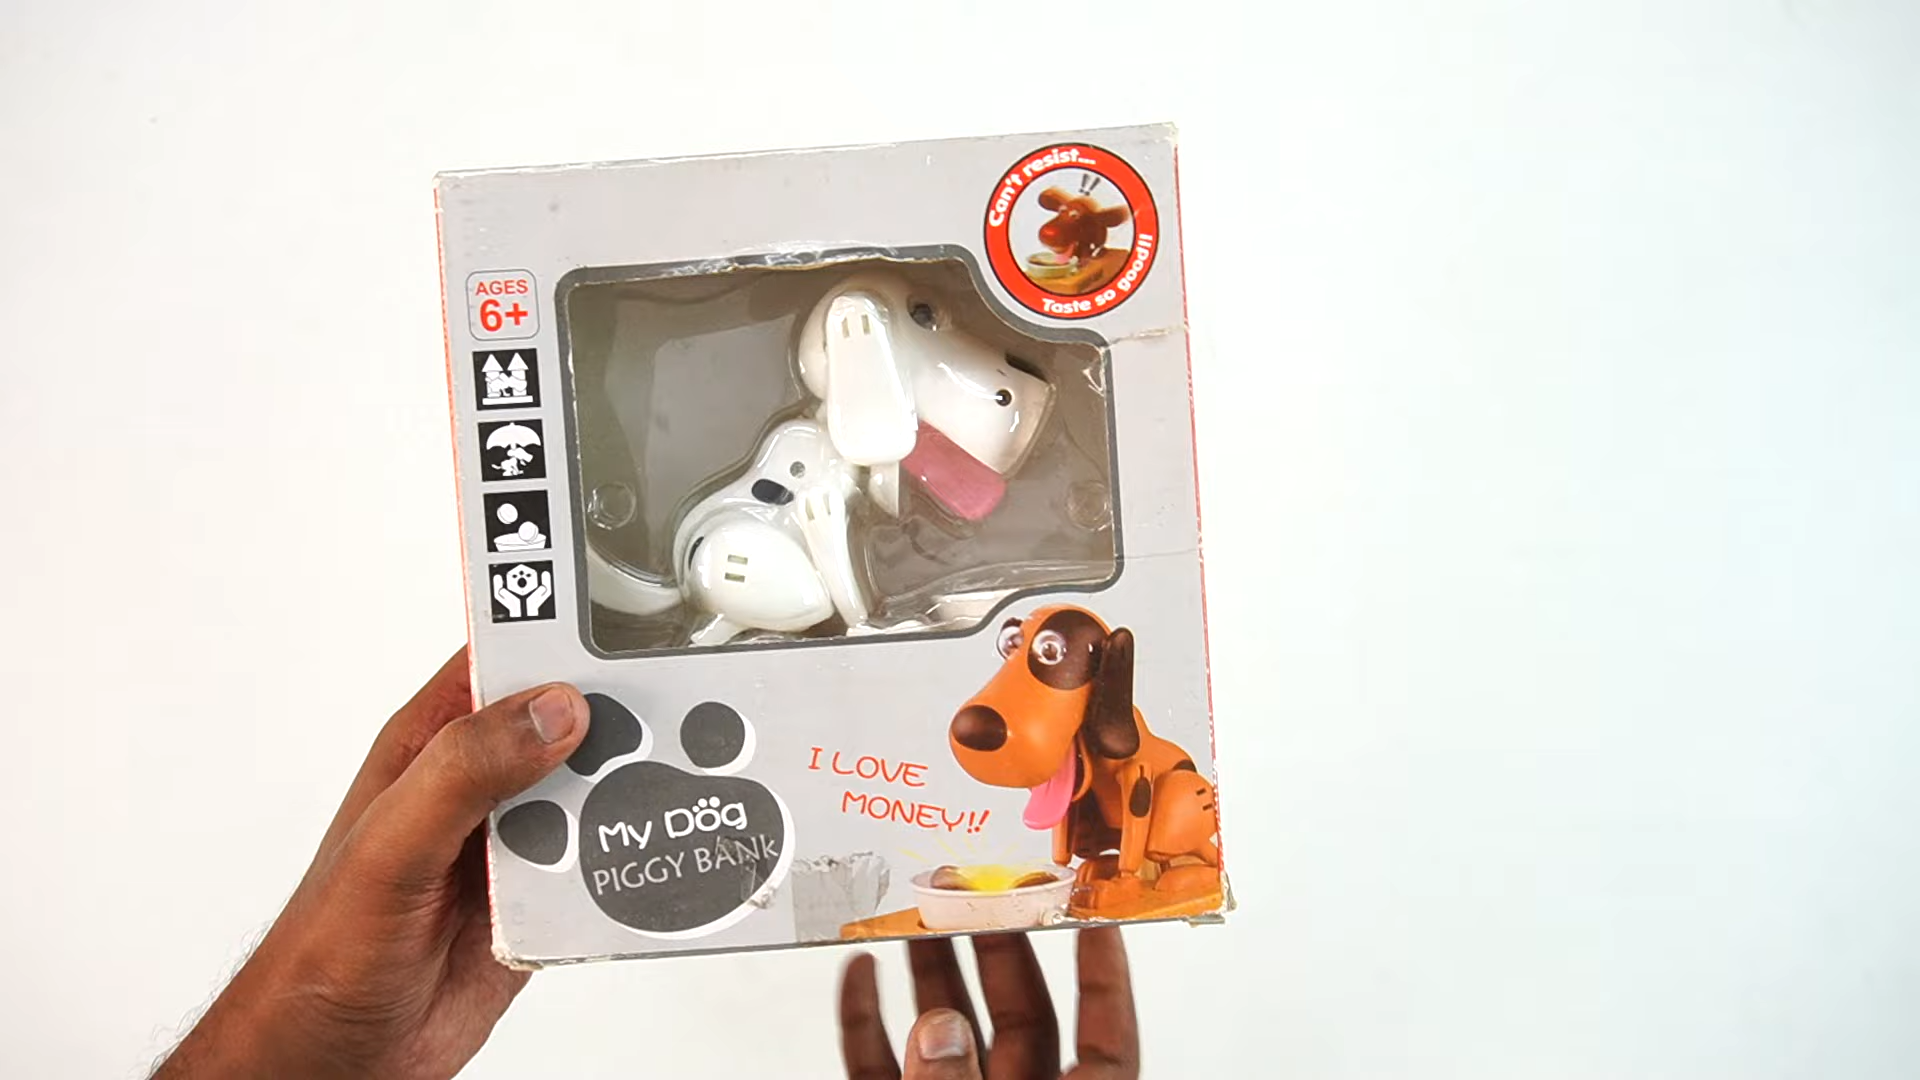 Can't resist...
!!
Taste so good!!
AGES
6+
I LOVE
MONEY!!
My Dog
PIGGY BANK